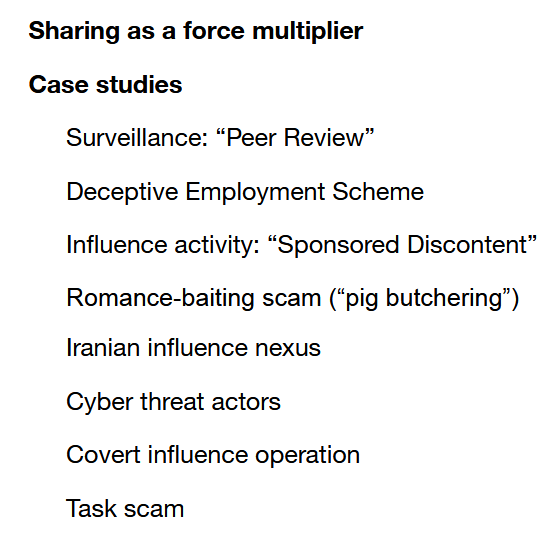 Sharing as a force multiplier
Case studies
Surveillance: “Peer Review”
Deceptive Employment Scheme
Influence activity: “Sponsored Discontent”
Romance-baiting scam (“pig butchering”)
Iranian influence nexus
Cyber threat actors
Covert influence operation
Task scam